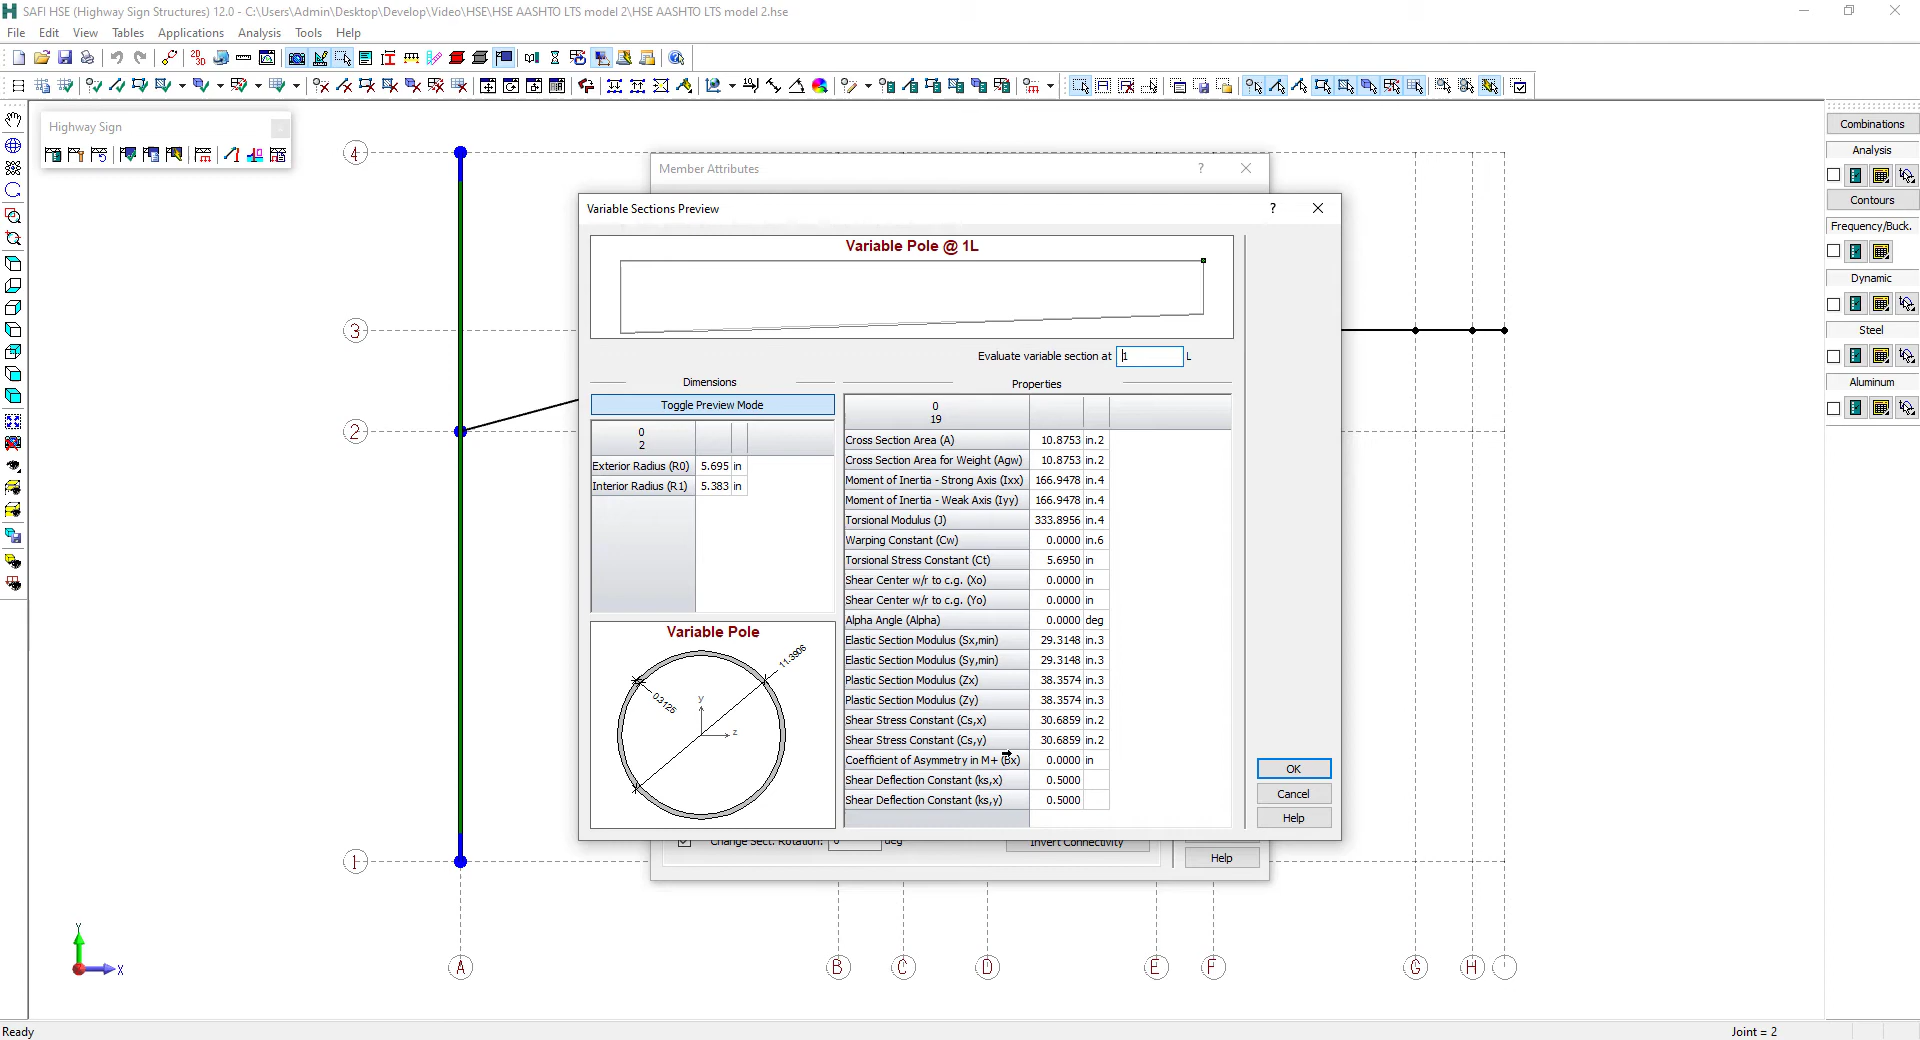 SAFI HSE (Highway Sign Structures) 12.0 - C:\Users\Admin\Desktop\Develop\Video\HSE\HSE AASHTO LTS model 2\HSE AASHTO LTS model 2.hse
File Edit View Tables Applications Analysis Tools Help
Highway Sign
Combinations
Analysis
Contours
Frequency/Buck.
Dynamic
Steel
Aluminum
4
3
2
1
Member Attributes
?
Variable Sections Preview
?
Variable Pole @ 1L
Evaluate variable section at 1 L
Dimensions
Toggle Preview Mode
0
2
Exterior Radius (R0) 5.695 in
Interior Radius (R1) 5.383 in
Variable Pole
11.3906
0.3125
y
z
Properties
0
19
Cross Section Area (A) 10.8753 in.2
Cross Section Area for Weight (Agw) 10.8753 in.2
Moment of Inertia - Strong Axis (Ixx) 166.9478 in.4
Moment of Inertia - Weak Axis (Iyy) 166.9478 in.4
Torsional Modulus (J) 333.8956 in.4
Warping Constant (Cw) 0.0000 in.6
Torsional Stress Constant (Ct) 5.6950 in
Shear Center w/r to c.g. (Xo) 0.0000 in
Shear Center w/r to c.g. (Yo) 0.0000 in
Alpha Angle (Alpha) 0.0000 deg
Elastic Section Modulus (Sx,min) 29.3148 in.3
Elastic Section Modulus (Sy,min) 29.3148 in.3
Plastic Section Modulus (Zx) 38.3574 in.3
Plastic Section Modulus (Zy) 38.3574 in.3
Shear Stress Constant (Cs,x) 30.6859 in.2
Shear Stress Constant (Cs,y) 30.6859 in.2
Coefficient of Asymmetry in M+ (Bx) 0.0000 in
Shear Deflection Constant (ks,x) 0.5000
Shear Deflection Constant (ks,y) 0.5000
OK
Cancel
Help
Change Sect. Rotation: 0 deg
Invert Connectivity
Help
Y
X
A B C D E F G H
Ready
Joint = 2